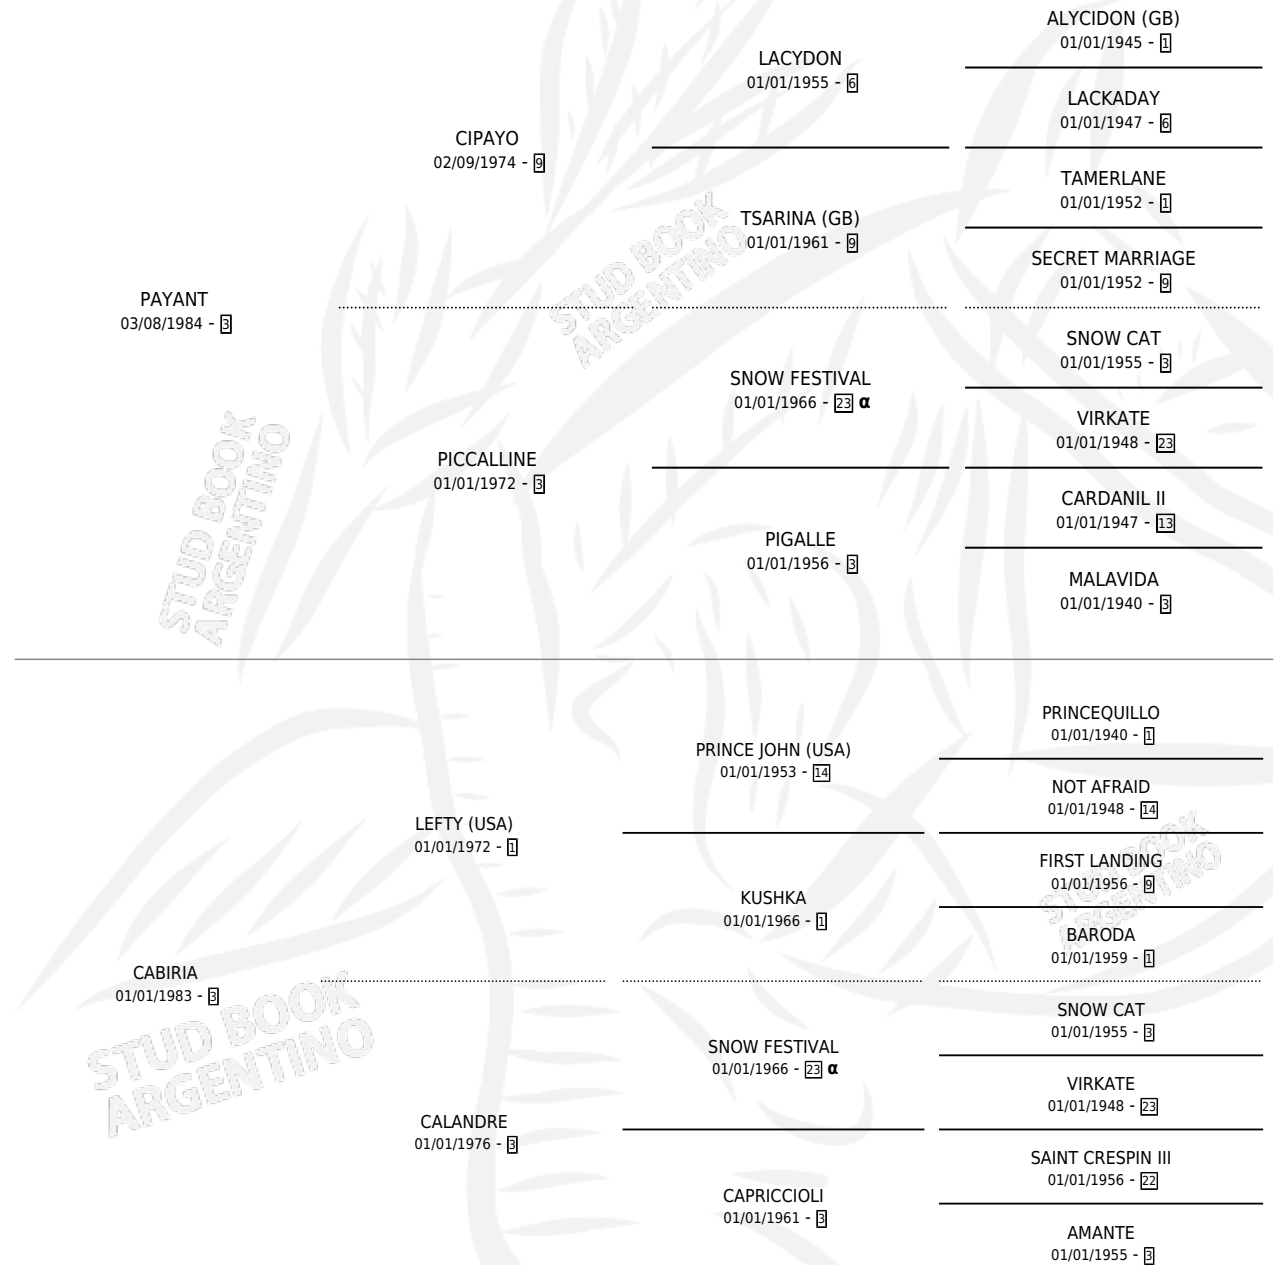 ALYCIDON (GB)
01/01/1945 - 1
LACYDON
01/01/1955 - 6
LACKADAY
01/01/1947 - 6
CIPAYO
02/09/1974 - 9
TAMERLANE
01/01/1952 - 1
TSARINA (GB)
01/01/1961 - 9
SECRET MARRIAGE
01/01/1952 - 9
PAYANT
03/08/1984 - 3
STUD BOOK
ARGENTINO
SNOW CAT
01/01/1955 - 3
SNOW FESTIVAL
01/01/1966 - 23 α
VIRKATE
01/01/1948 - 23
PICCALLINE
01/01/1972 - 3
CARDANIL II
01/01/1947 - 13
PIGALLE
01/01/1956 - 3
MALAVIDA
01/01/1940 - 3
STUD BOOK
ARGENTINO
PRINCEQUILLO
01/01/1940 - 1
PRINCE JOHN (USA)
01/01/1953 - 14
NOT AFRAID
01/01/1948 - 14
LEFTY (USA)
01/01/1972 - 1
FIRST LANDING
01/01/1956 - 9
KUSHKA
01/01/1966 - 1
BARODA
01/01/1959 - 1
STUD BOOK
ARGENTINO
CABIRIA
01/01/1983 - 3
SNOW CAT
01/01/1955 - 3
SNOW FESTIVAL
01/01/1966 - 23 α
VIRKATE
01/01/1948 - 23
STUD BOOK
ARGENTINO
CALANDRE
01/01/1976 - 3
SAINT CRESPIN III
01/01/1956 - 22
CAPRICCIOLI
01/01/1961 - 3
AMANTE
01/01/1955 - 3